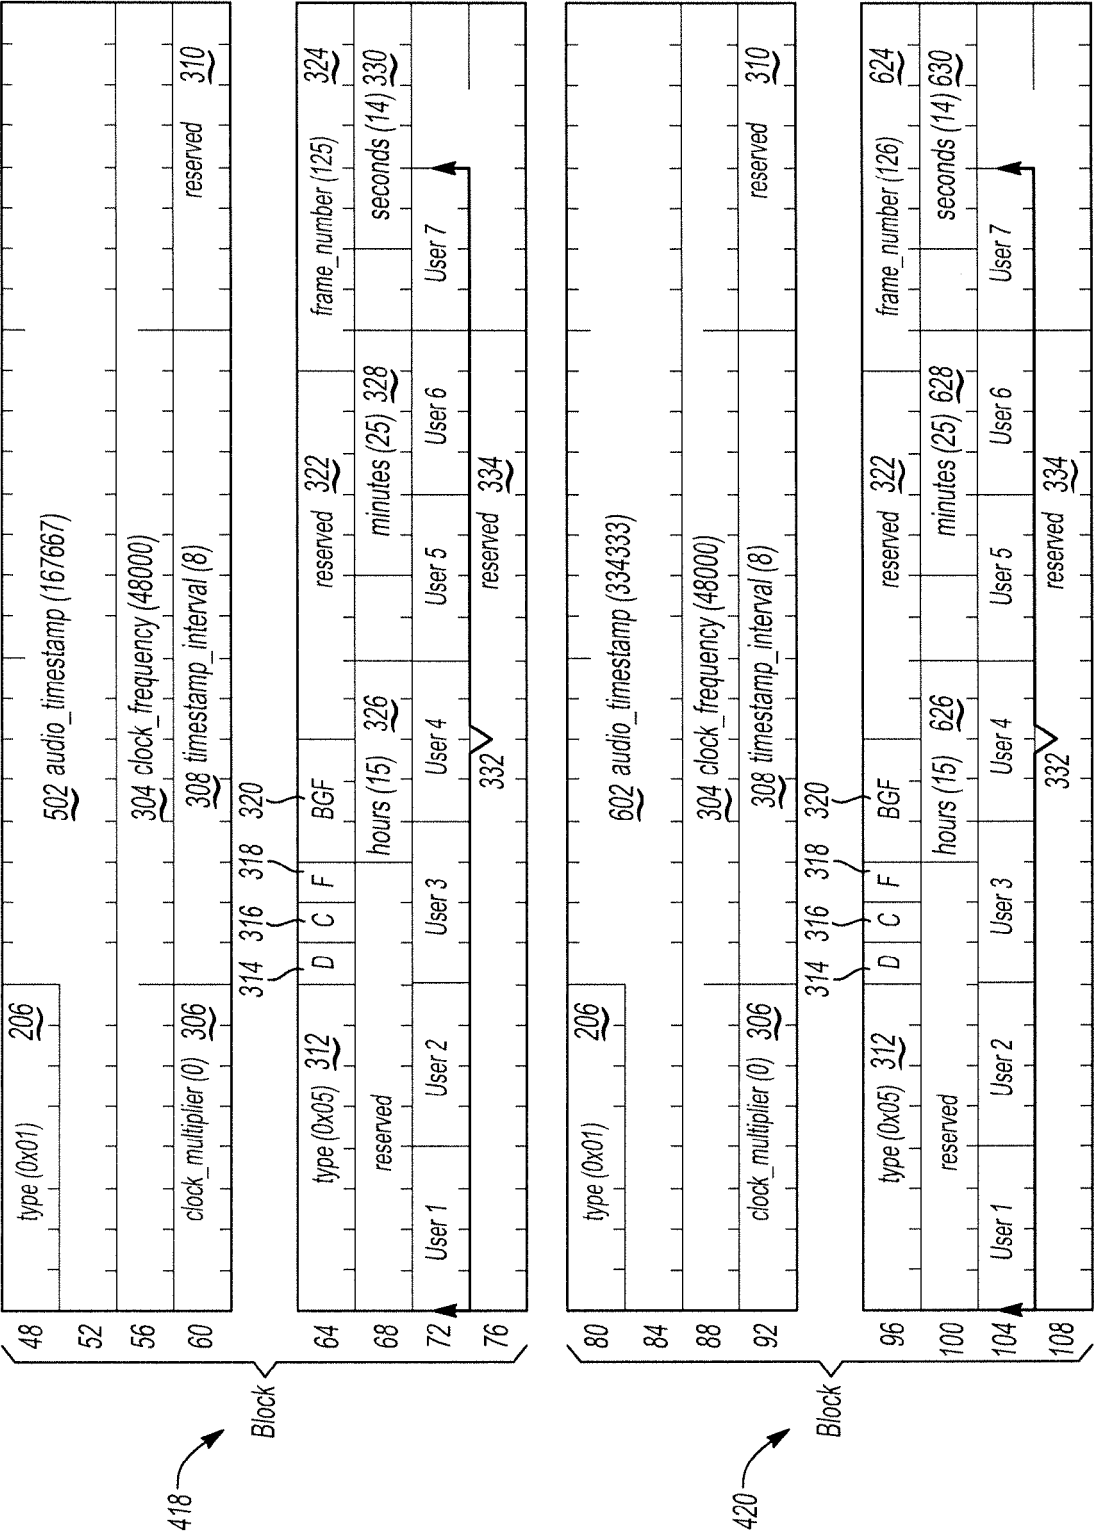 418
Block
48
type (0x01) 206
52
502 audio_timestamp (167667)
56
304 clock_frequency (48000)
60
clock_multiplier (0) 306
308 timestamp_interval (8)
reserved 310
314 316 318 320
64
type (0x05) 312
D C F BGF
reserved 322
frame_number (125) 324
68
reserved
hours (15) 326
minutes (25) 328
seconds (14) 330
72
User 1 User 2 User 3 User 4 User 5 User 6 User 7
76
332
reserved 334
420
Block
80
type (0x01) 206
84
602 audio_timestamp (334333)
88
304 clock_frequency (48000)
92
clock_multiplier (0) 306
308 timestamp_interval (8)
reserved 310
314 316 318 320
96
type (0x05) 312
D C F BGF
reserved 322
frame_number (126) 624
100
reserved
hours (15) 626
minutes (25) 628
seconds (14) 630
104
User 1 User 2 User 3 User 4 User 5 User 6 User 7
108
332
reserved 334